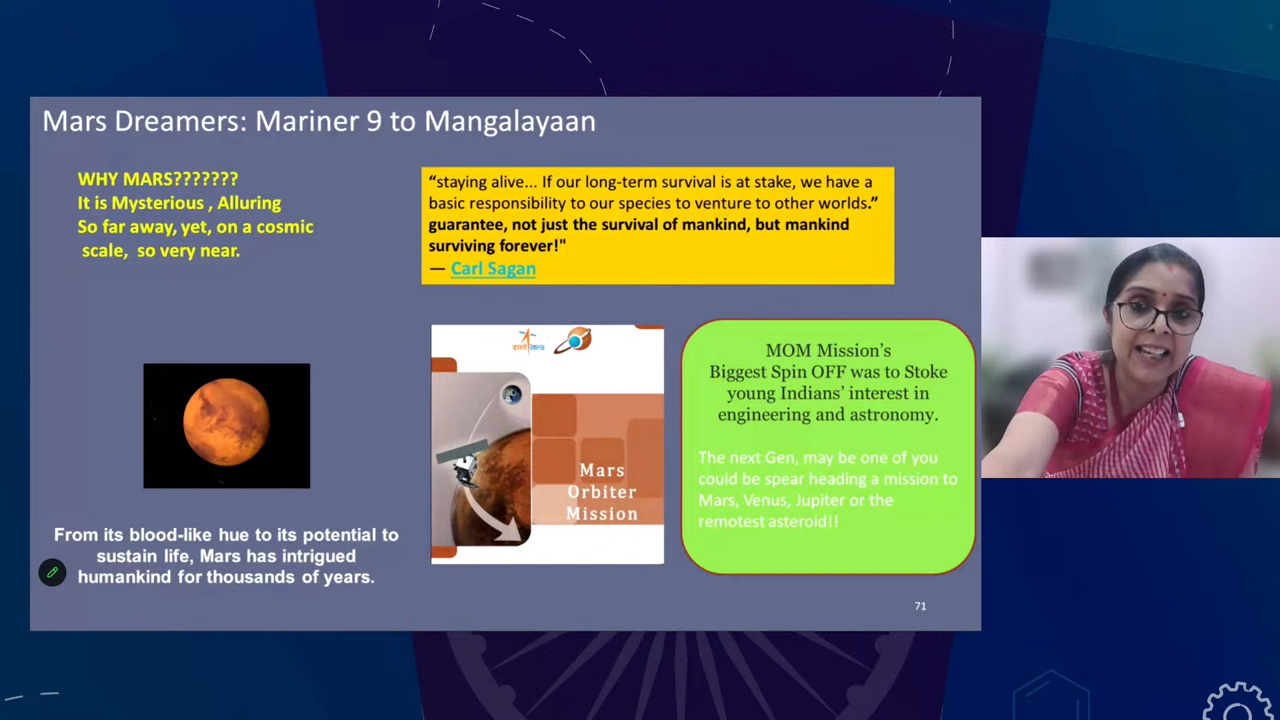 Mars Dreamers: Mariner 9 to Mangalayaan
WHY MARS???????
It is Mysterious , Alluring
So far away, yet, on a cosmic
scale, so very near.
“staying alive... If our long-term survival is at stake, we have a
basic responsibility to our species to venture to other worlds.”
guarantee, not just the survival of mankind, but mankind
surviving forever!"
— Carl Sagan
Mars
Orbiter
Mission
MOM Mission’s
Biggest Spin OFF was to Stoke
young Indians’ interest in
engineering and astronomy.
The next Gen, may be one of you
could be spear heading a mission to
Mars, Venus, Jupiter or the
remotest asteroid!!
From its blood-like hue to its potential to
sustain life, Mars has intrigued
humankind for thousands of years.
71